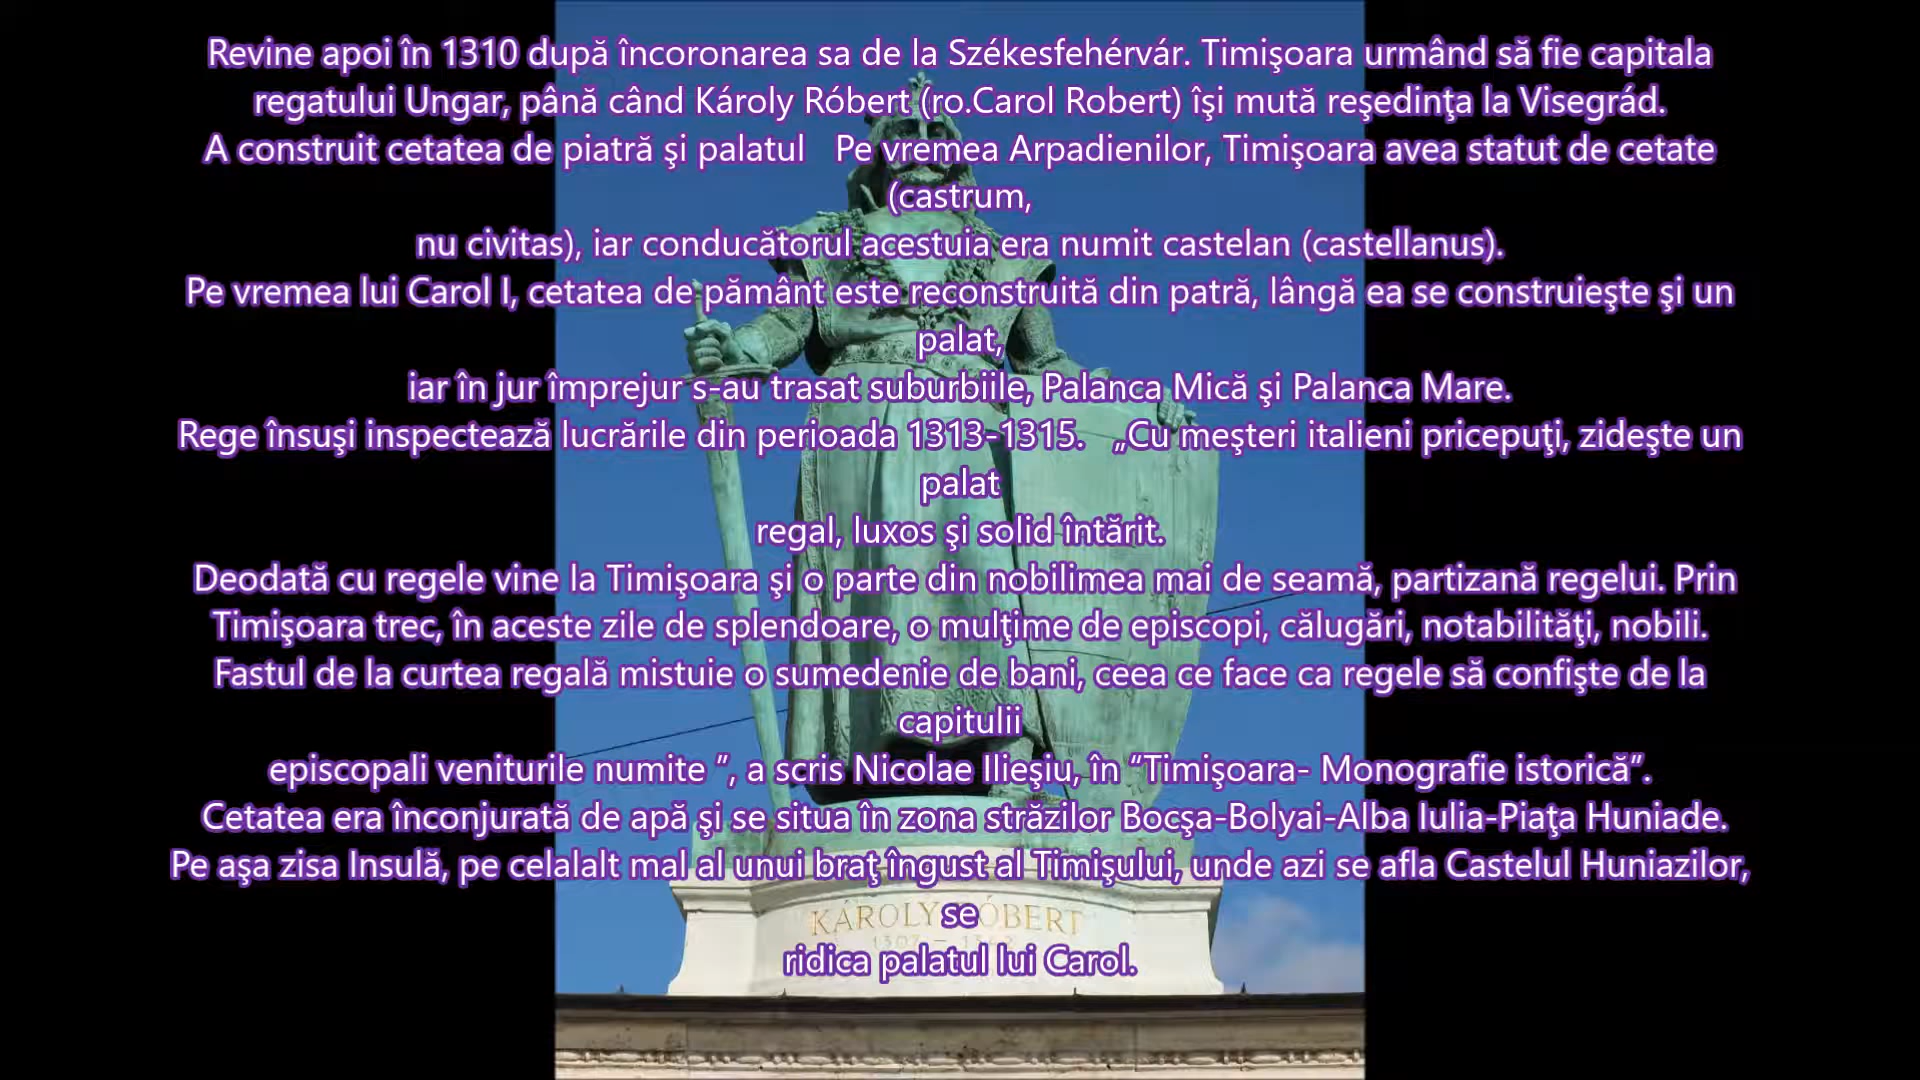 Revine apoi în 1310 după încoronarea sa de la Székesfehérvár. Timişoara urmând să fie capitala
regatului Ungar, până când Károly Róbert (ro.Carol Robert) îşi mută reşedinţa la Visegrád.
A construit cetatea de piatră şi palatul   Pe vremea Arpadienilor, Timişoara avea statut de cetate
(castrum,
nu civitas), iar conducătorul acestuia era numit castelan (castellanus).
Pe vremea lui Carol I, cetatea de pământ este reconstruită din patră, lângă ea se construieşte şi un
palat,
iar în jur împrejur s-au trasat suburbiile, Palanca Mică şi Palanca Mare.
Rege însuşi inspectează lucrările din perioada 1313-1315.   „Cu meşteri italieni pricepuţi, zideşte un
palat
regal, luxos şi solid întărit.
Deodată cu regele vine la Timişoara şi o parte din nobilimea mai de seamă, partizană regelui. Prin
Timişoara trec, în aceste zile de splendoare, o mulţime de episcopi, călugări, notabilităţi, nobili.
Fastul de la curtea regală mistuie o sumedenie de bani, ceea ce face ca regele să confişte de la
capitulii
episcopali veniturile numite ”, a scris Nicolae Ilieşiu, în “Timişoara- Monografie istorică”.
Cetatea era înconjurată de apă şi se situa în zona străzilor Bocşa-Bolyai-Alba Iulia-Piaţa Huniade.
Pe aşa zisa Insulă, pe celalalt mal al unui braţ îngust al Timişului, unde azi se afla Castelul Huniazilor,
se
ridica palatul lui Carol.
KÁROLY RÓBERT